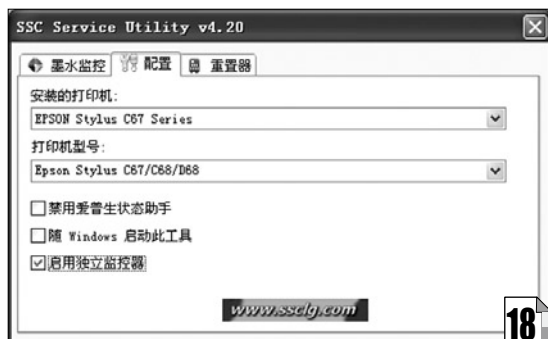 SSC Service Utility v4.20
墨水监控 配置 重置器
安装的打印机:
EPSON Stylus C67 Series
打印机型号:
Epson Stylus C67/C68/D68
禁用爱普生状态助手
随 Windows 启动此工具
启用独立监控器
www.ssclg.com
18